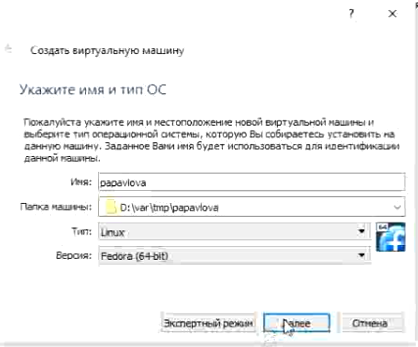 ? ×
Создать виртуальную машину
Укажите имя и тип ОС
Пожалуйста укажите имя и местоположение новой виртуальной машины и
выберите тип операционной системы, которую Вы собираетесь установить на
данную машину. Заданное Вами имя будет использоваться для идентификации
данной машины.
Имя: papavlova
Папка машины: D:\var\tmp\papavlova
Тип: Linux
64
Версия: Fedora (64-bit)
Экспертный режим Далее Отмена